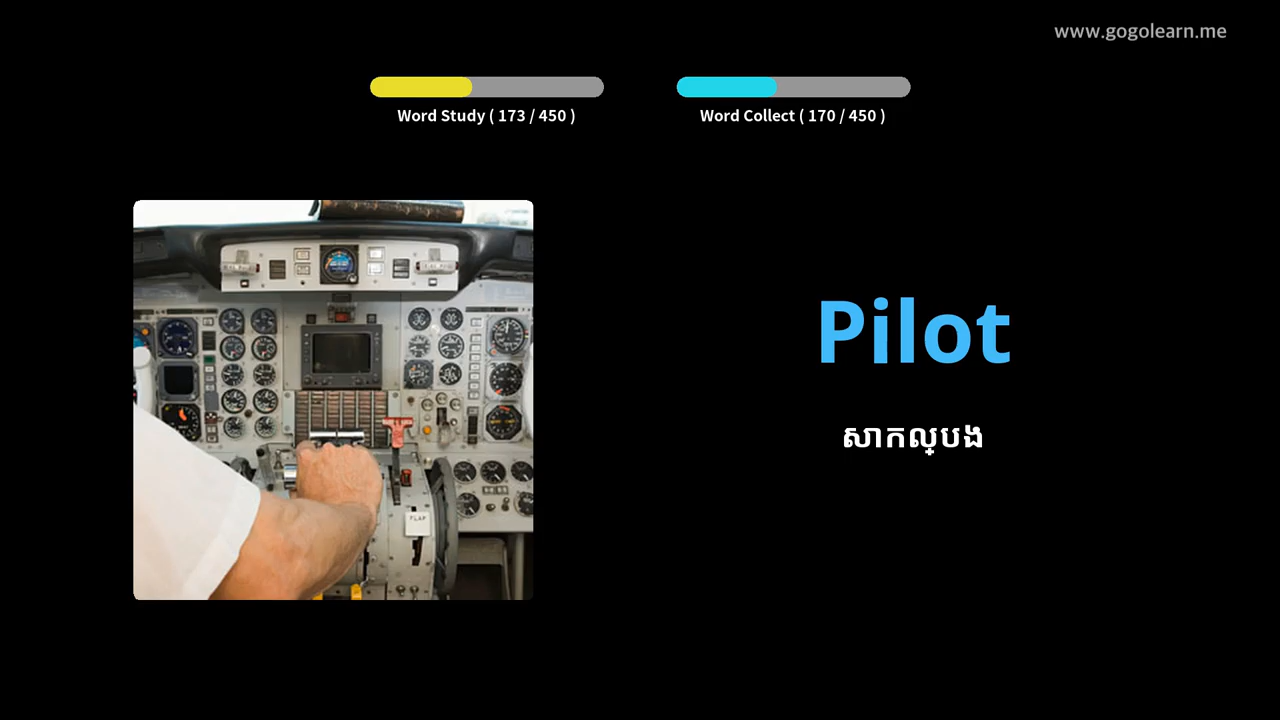 www.gogolearn.me
Word Study ( 173 / 450 )
Word Collect ( 170 / 450 )
Pilot
សាកល្បង
FLAP